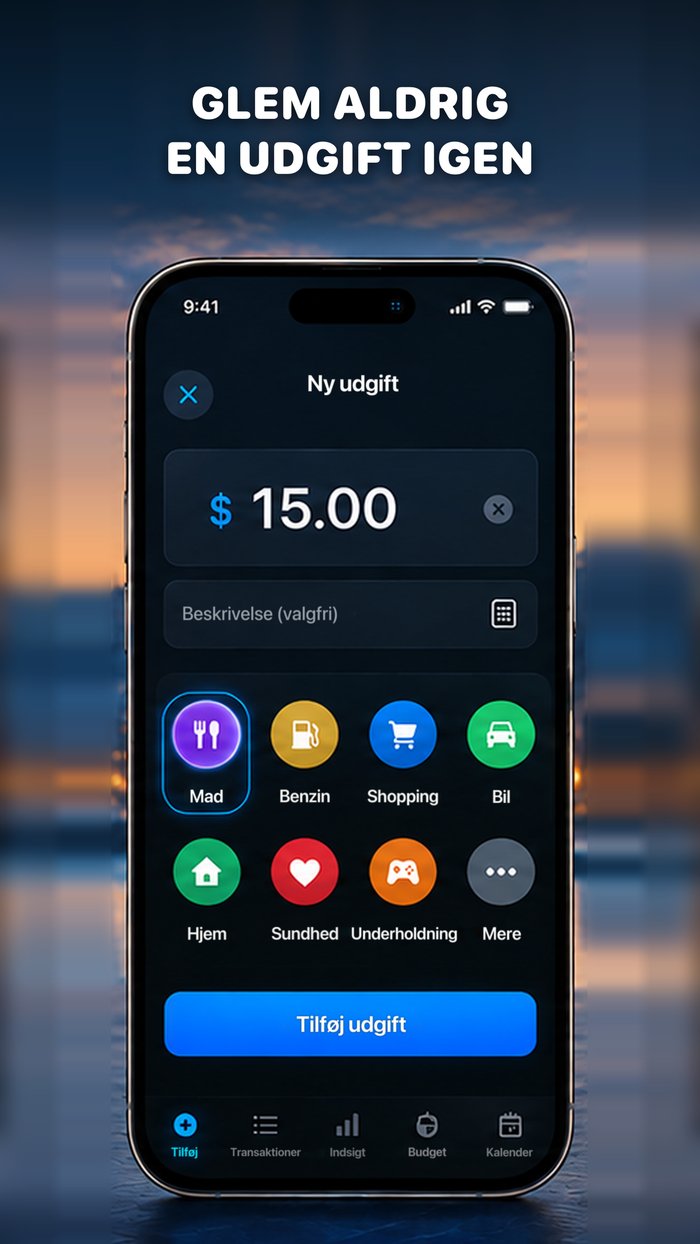 GLEM ALDRIG
EN UDGIFT IGEN
9:41
Ny udgift
$ 15.00
Beskrivelse (valgfri)
Mad Benzin Shopping Bil
Hjem Sundhed Underholdning Mere
Tilføj udgift
Tilføj Transaktioner Indsigt Budget Kalender